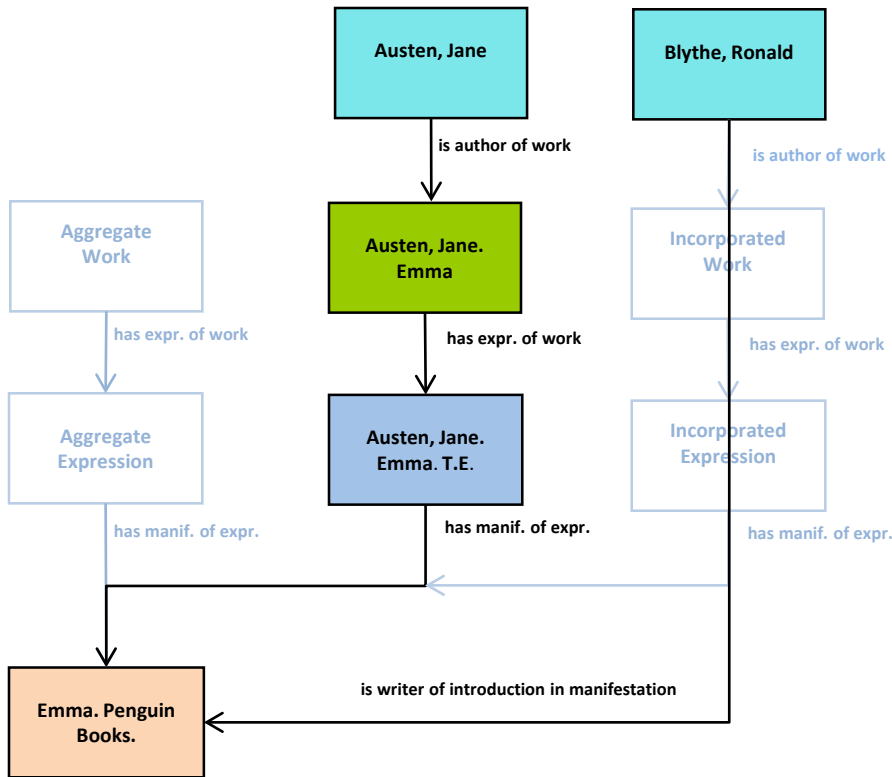 Austen, Jane
Blythe, Ronald
is author of work
is author of work
Aggregate
Work
Austen, Jane.
Emma
Incorporated
Work
has expr. of work
has expr. of work
has expr. of work
Aggregate
Expression
Austen, Jane.
Emma. T.E.
Incorporated
Expression
has manif. of expr.
has manif. of expr.
has manif. of expr.
is writer of introduction in manifestation
Emma. Penguin
Books.